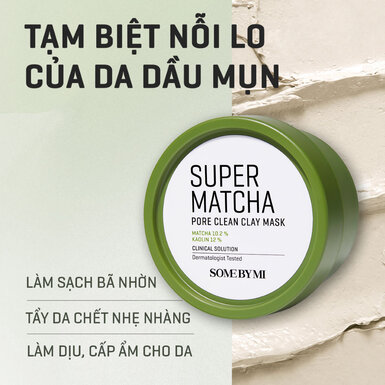 TẠM BIỆT NỖI LO
CỦA DA DẦU MỤN
SUPER
MATCHA
PORE CLEAN CLAY MASK
MATCHA 10.2 %
KAOLIN 12 %
CLINICAL SOLUTION
Dermatologist Tested
SOME BY MI
LÀM SẠCH BÃ NHỜN
TẨY DA CHẾT NHẸ NHÀNG
LÀM DỊU, CẤP ẨM CHO DA